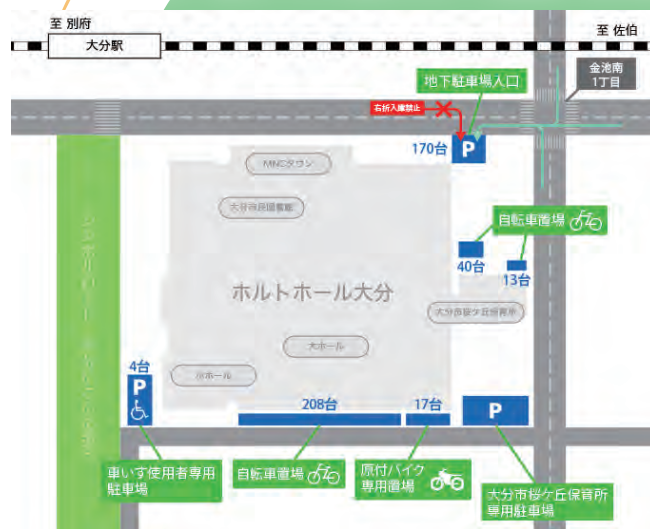 至 別府
大分駅
至 佐伯
金池南
1丁目
地下駐車場入口
右折入庫禁止
P
170台
MNCタウン
大分市民図書館
自転車置場
40台
13台
ホルトホール大分
大分市桜ケ丘保育所
大ホール
小ホール
4台
P
208台
17台
P
車いす使用者専用
駐車場
自転車置場
原付バイク
専用置場
大分市桜ケ丘保管所
専用駐車場